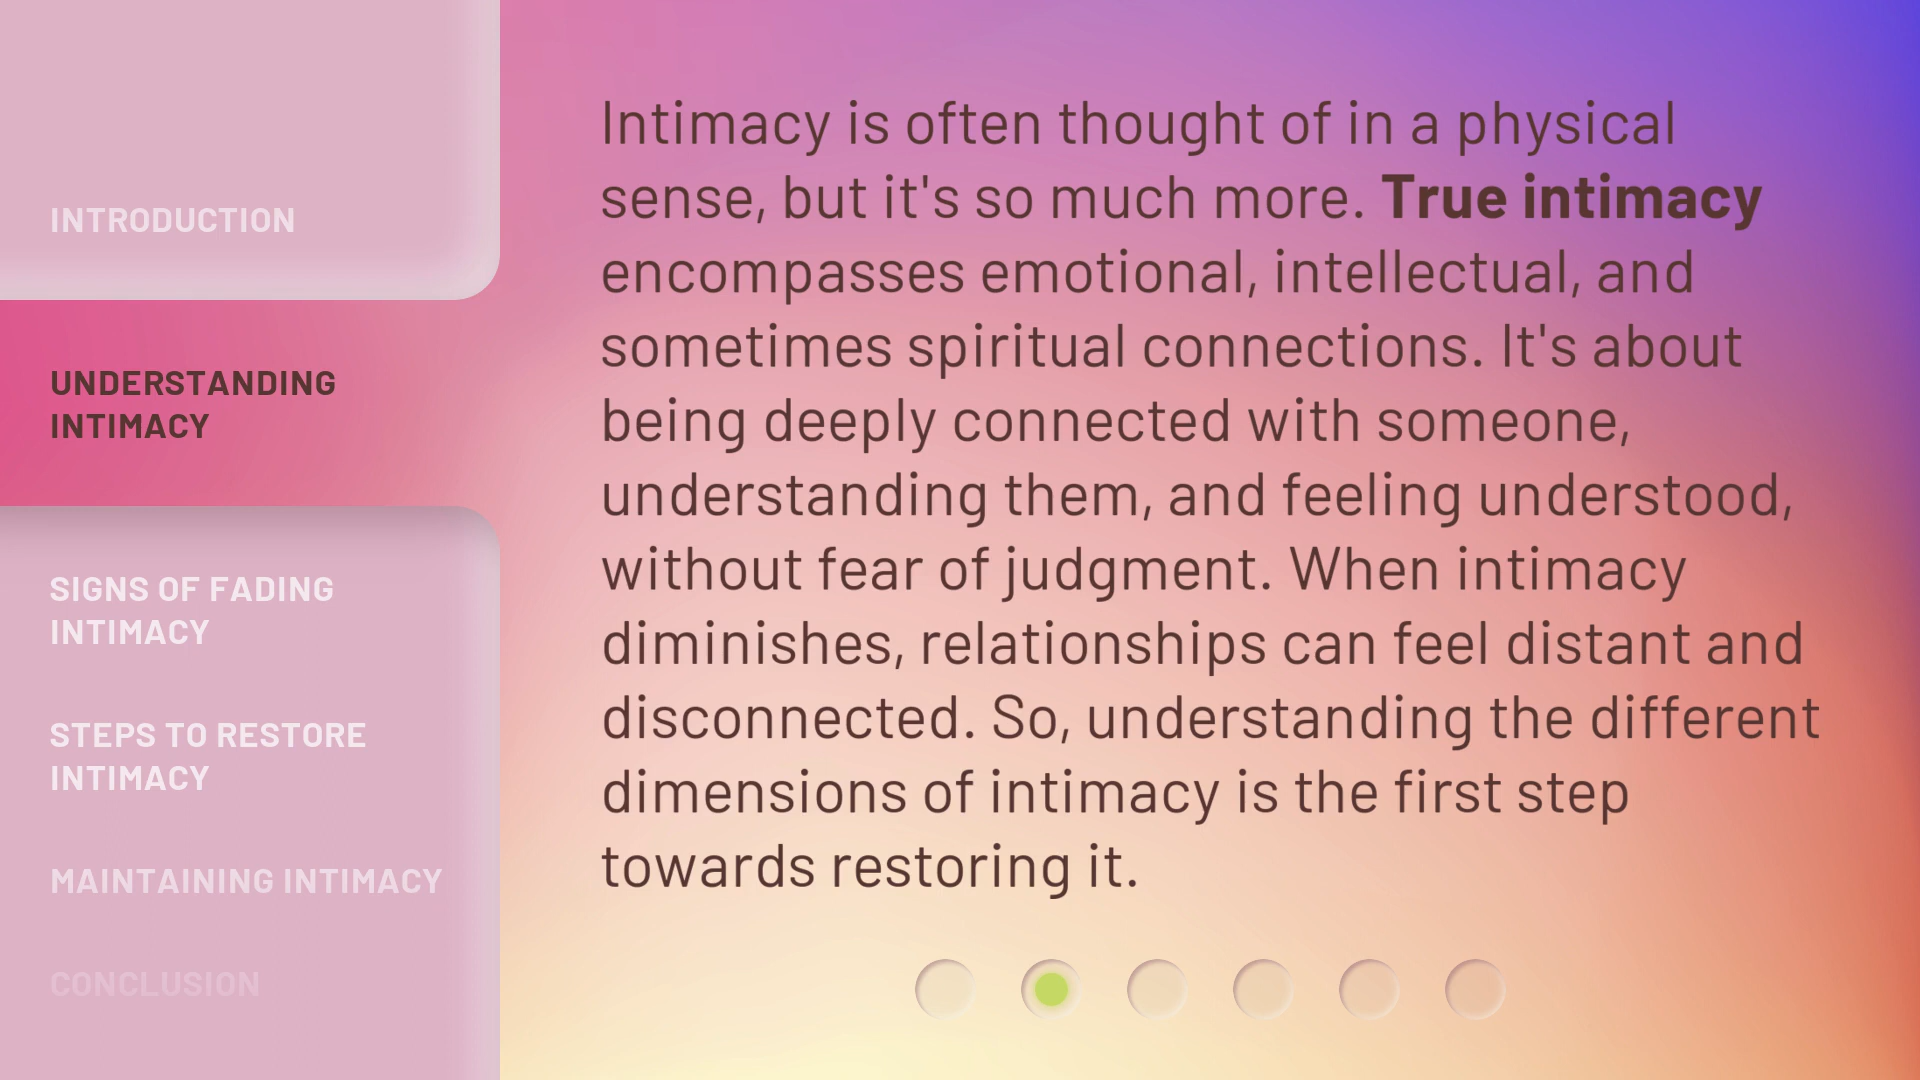 INTRODUCTION
UNDERSTANDING
INTIMACY
SIGNS OF FADING
INTIMACY
STEPS TO RESTORE
INTIMACY
MAINTAINING INTIMACY
CONCLUSION
Intimacy is often thought of in a physical
sense, but it's so much more. True intimacy
encompasses emotional, intellectual, and
sometimes spiritual connections. It's about
being deeply connected with someone,
understanding them, and feeling understood,
without fear of judgment. When intimacy
diminishes, relationships can feel distant and
disconnected. So, understanding the different
dimensions of intimacy is the first step
towards restoring it.